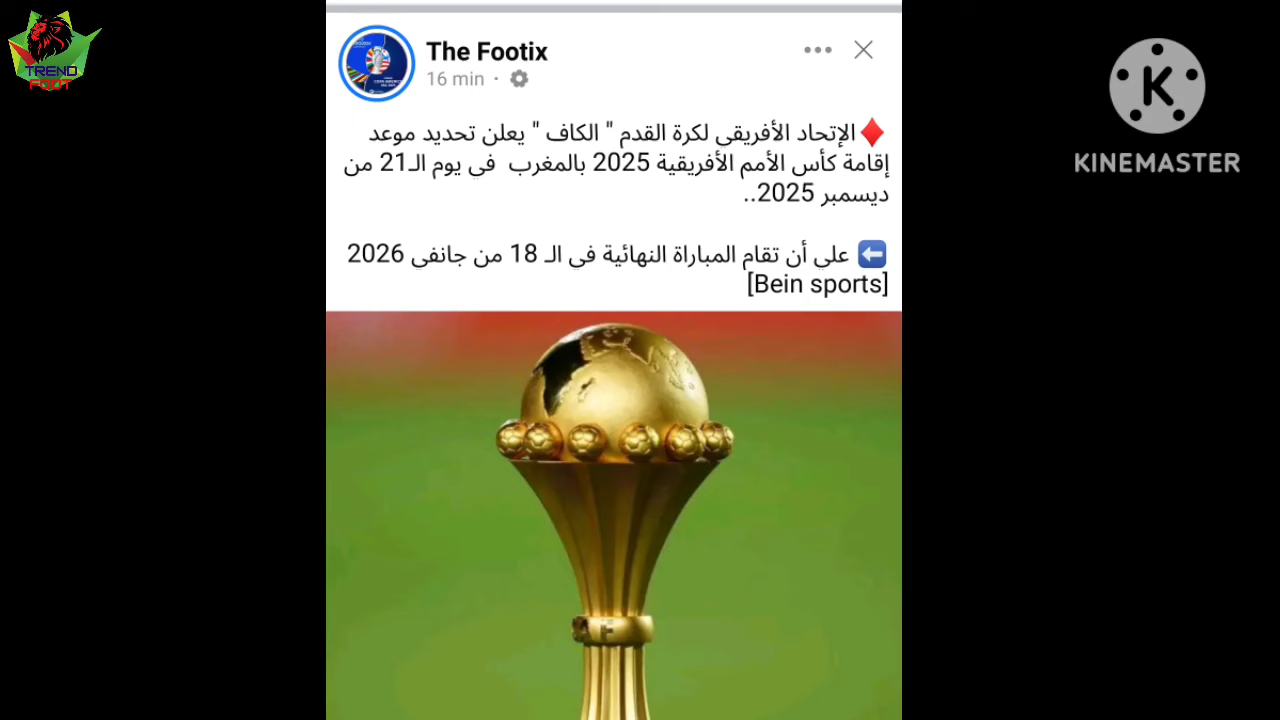 TREND
FOOT
The Footix
16 min ·
KINEMASTER
♦️الإتحاد الأفريقى لكرة القدم " الكاف " يعلن تحديد موعد
إقامة كأس الأمم الأفريقية 2025 بالمغرب في يوم الـ21 من
ديسمبر 2025..
⬅️ علي أن تقام المباراة النهائية فى الـ 18 من جانفى 2026
[Bein sports]